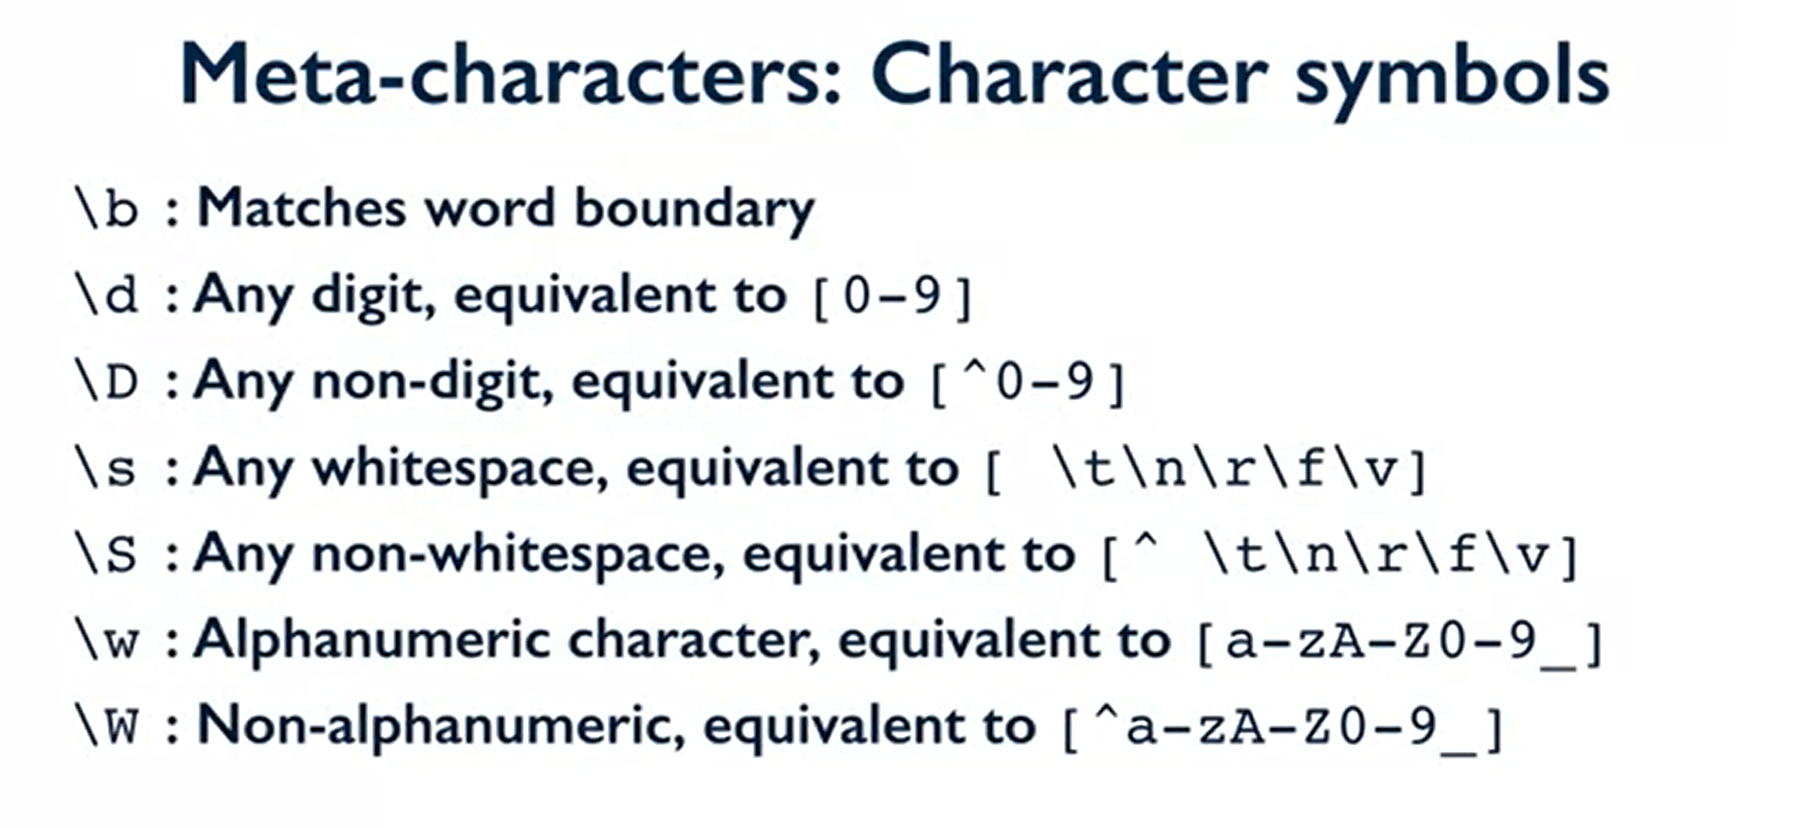 Meta-characters: Character symbols
\b : Matches word boundary
\d : Any digit, equivalent to [0-9]
\D : Any non-digit, equivalent to [^0-9]
\s : Any whitespace, equivalent to [ \t\n\r\f\v]
\S : Any non-whitespace, equivalent to [^ \t\n\r\f\v]
\w : Alphanumeric character, equivalent to [a-zA-Z0-9_]
\W : Non-alphanumeric, equivalent to [^a-zA-Z0-9_]